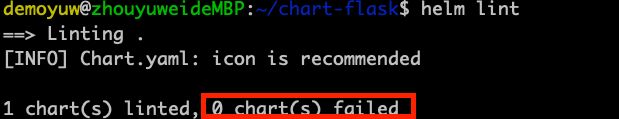 demoyuw@zhouyuweideMBP:~/chart-flask$ helm lint
==> Linting .
[INFO] Chart.yaml: icon is recommended
1 chart(s) linted, 0 chart(s) failed